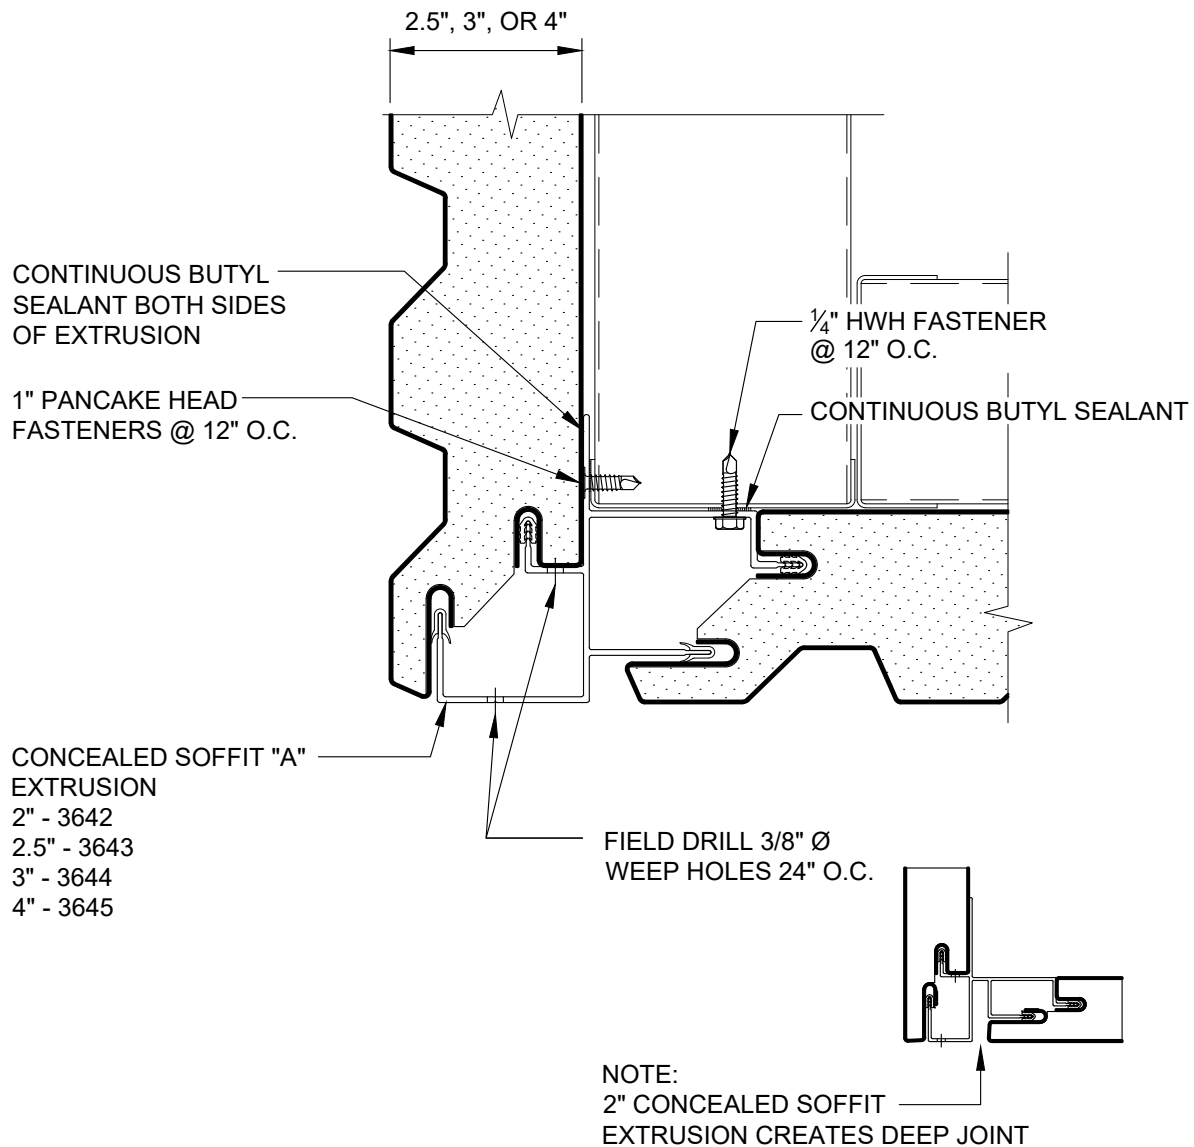 2.5", 3", OR 4"
CONTINUOUS BUTYL
SEALANT BOTH SIDES
OF EXTRUSION
1" PANCAKE HEAD
FASTENERS @ 12" O.C.
¼" HWH FASTENER
@ 12" O.C.
CONTINUOUS BUTYL SEALANT
CONCEALED SOFFIT "A"
EXTRUSION
2" - 3642
2.5" - 3643
3" - 3644
4" - 3645
FIELD DRILL 3/8" Ø
WEEP HOLES 24" O.C.
NOTE:
2" CONCEALED SOFFIT
EXTRUSION CREATES DEEP JOINT